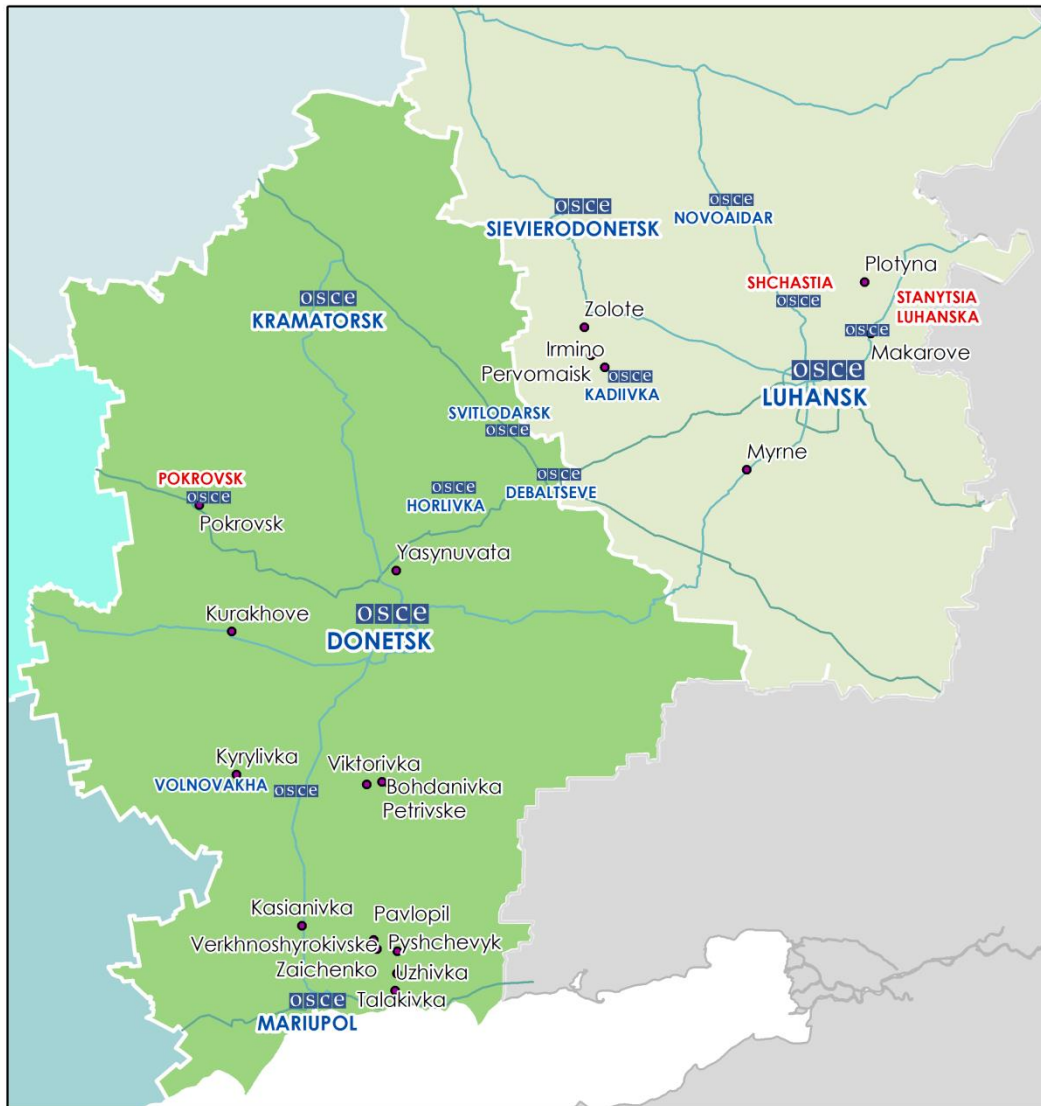 osce
SIEVIERODONETSK
osce
NOVOAIDAR
Plotyna
SHCHASTIA
osce
STANYTSIA
LUHANSKA
osce
Makarove
osce
KRAMATORSK
Zolote
Irmino
Pervomaisk
osce
KADIIVKA
osce
LUHANSK
SVITLODARSK
osce
Myrne
osce
DEBALTSEVE
osce
HORLIVKA
POKROVSK
osce
Pokrovsk
Yasynuvata
Kurakhove
osce
DONETSK
Kyrylivka
VOLNOVAKHA
osce
Viktorivka
Bohdanivka
Petrivske
Kasianivka
Pavlopil
Verkhnoshyrokivske
Pyshchevyk
Zaichenko
Uzhivka
Talakivka
osce
MARIUPOL